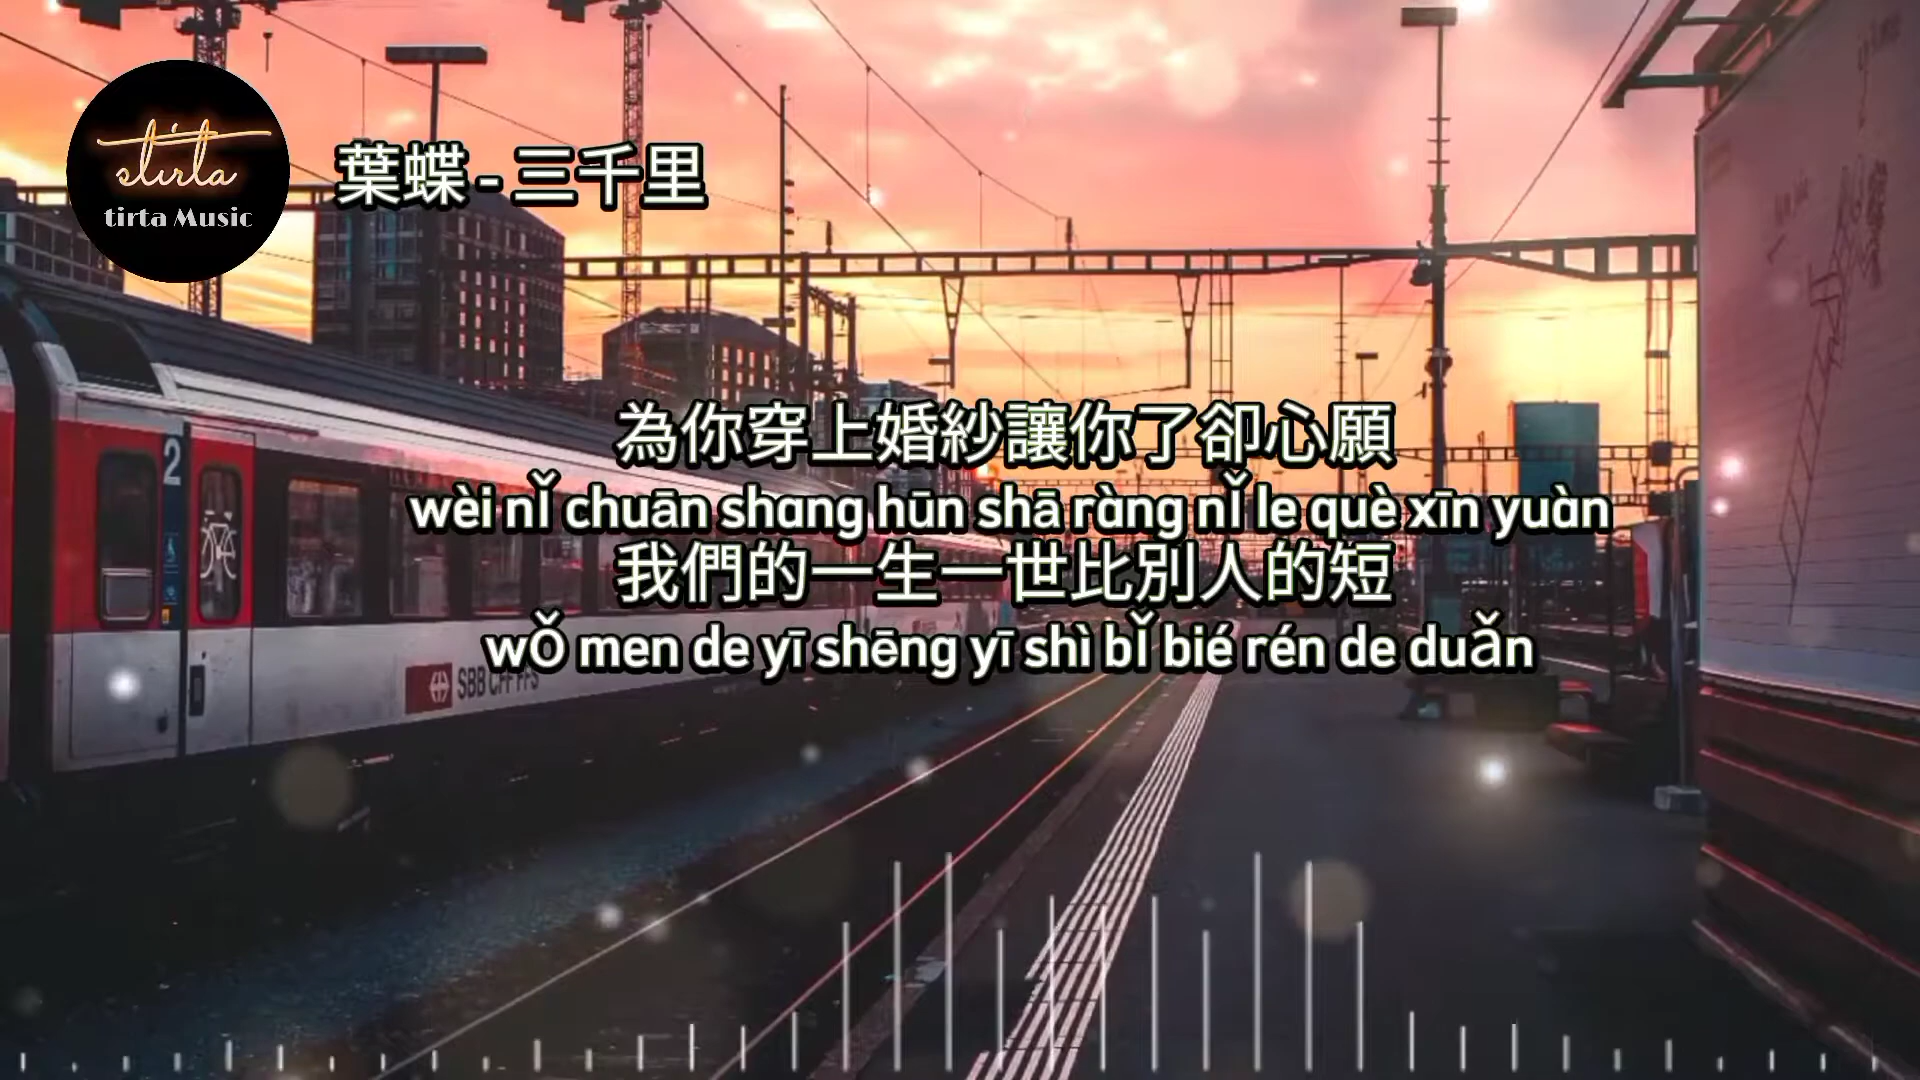 stirta
tirta Music
葉蝶 - 三千里
為你穿上婚紗讓你了卻心願
wèi nǐ chuān shang hūn shā ràng nǐ le què xīn yuàn
我們的一生一世比別人的短
wǒ men de yī shēng yī shì bǐ bié rén de duǎn
2
SBB CFF FFS